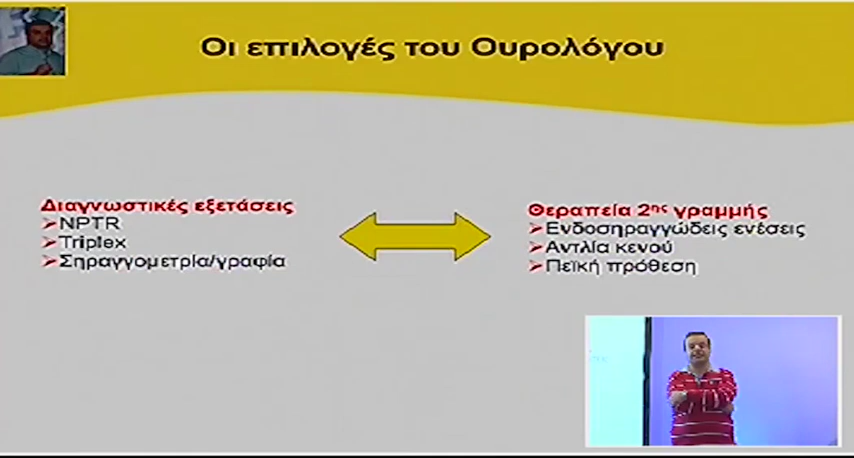 Οι επιλογές του Ουρολόγου
Διαγνωστικές εξετάσεις
➢NPTR
➢Triplex
➢Σηραγγομετρία/γραφία
Θεραπεία 2ης γραμμής
➢Ενδοσηραγγώδεις ενέσεις
➢Αντλία κενού
➢Πεϊκή πρόθεση